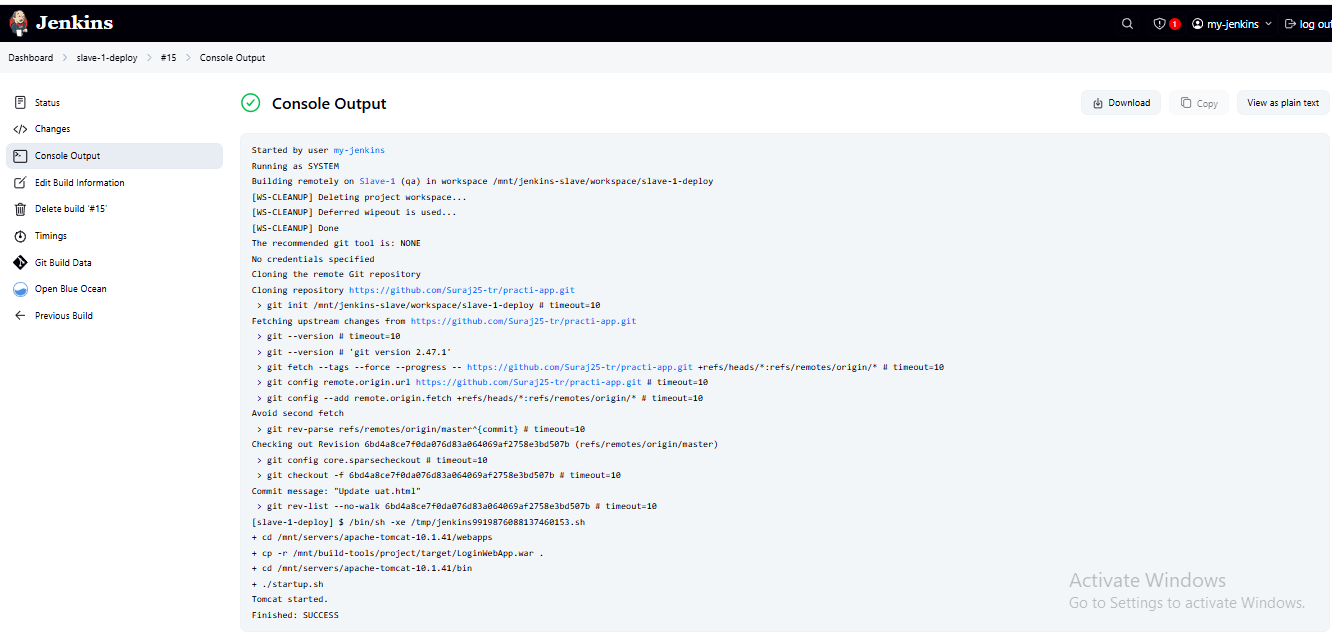 Jenkins
1
my-jenkins
log out
Dashboard > slave-1-deploy > #15 > Console Output
Status
Changes
Console Output
Edit Build Information
Delete build '#15'
Timings
Git Build Data
Open Blue Ocean
Previous Build
Console Output
Download
Copy
View as plain text
Started by user my-jenkins
Running as SYSTEM
Building remotely on Slave-1 (qa) in workspace /mnt/jenkins-slave/workspace/slave-1-deploy
[WS-CLEANUP] Deleting project workspace...
[WS-CLEANUP] Deferred wipeout is used...
[WS-CLEANUP] Done
The recommended git tool is: NONE
No credentials specified
Cloning the remote Git repository
Cloning repository https://github.com/Suraj25-tr/practi-app.git
 > git init /mnt/jenkins-slave/workspace/slave-1-deploy # timeout=10
Fetching upstream changes from https://github.com/Suraj25-tr/practi-app.git
 > git --version # timeout=10
 > git --version # 'git version 2.47.1'
 > git fetch --tags --force --progress -- https://github.com/Suraj25-tr/practi-app.git +refs/heads/*:refs/remotes/origin/* # timeout=10
 > git config remote.origin.url https://github.com/Suraj25-tr/practi-app.git # timeout=10
 > git config --add remote.origin.fetch +refs/heads/*:refs/remotes/origin/* # timeout=10
Avoid second fetch
 > git rev-parse refs/remotes/origin/master^{commit} # timeout=10
Checking out Revision 6bd4a8ce7f0da076d83a064069af2758e3bd507b (refs/remotes/origin/master)
 > git config core.sparsecheckout # timeout=10
 > git checkout -f 6bd4a8ce7f0da076d83a064069af2758e3bd507b # timeout=10
Commit message: "Update uat.html"
 > git rev-list --no-walk 6bd4a8ce7f0da076d83a064069af2758e3bd507b # timeout=10
[slave-1-deploy] $ /bin/sh -xe /tmp/jenkins9919876088137460153.sh
+ cd /mnt/servers/apache-tomcat-10.1.41/webapps
+ cp -r /mnt/build-tools/project/target/LoginWebApp.war .
+ cd /mnt/servers/apache-tomcat-10.1.41/bin
+ ./startup.sh
Tomcat started.
Finished: SUCCESS
Activate Windows
Go to Settings to activate Windows.